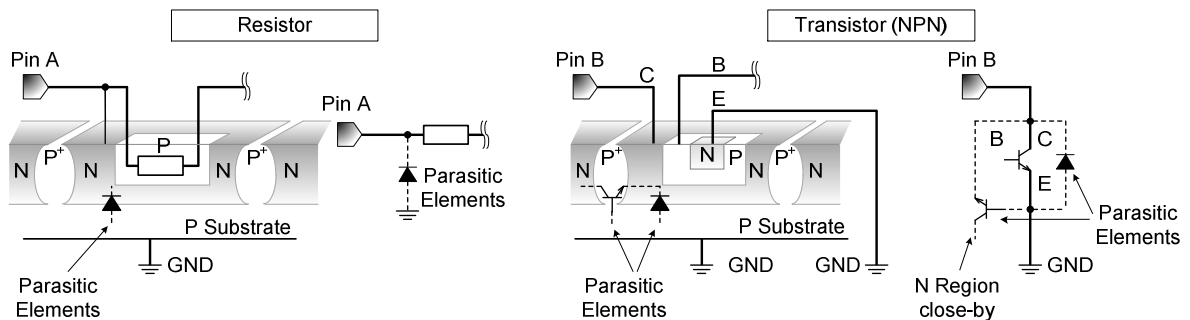 Resistor
Transistor (NPN)
Pin A
Pin B
C
B
E
Pin B
Pin A
P
N
P+
N
P+
N
Parasitic
Elements
P Substrate
GND
Parasitic
Elements
N
P+
N
N
P
P+
N
P Substrate
GND
GND
Parasitic
Elements
B
C
E
Parasitic
Elements
GND
N Region
close-by